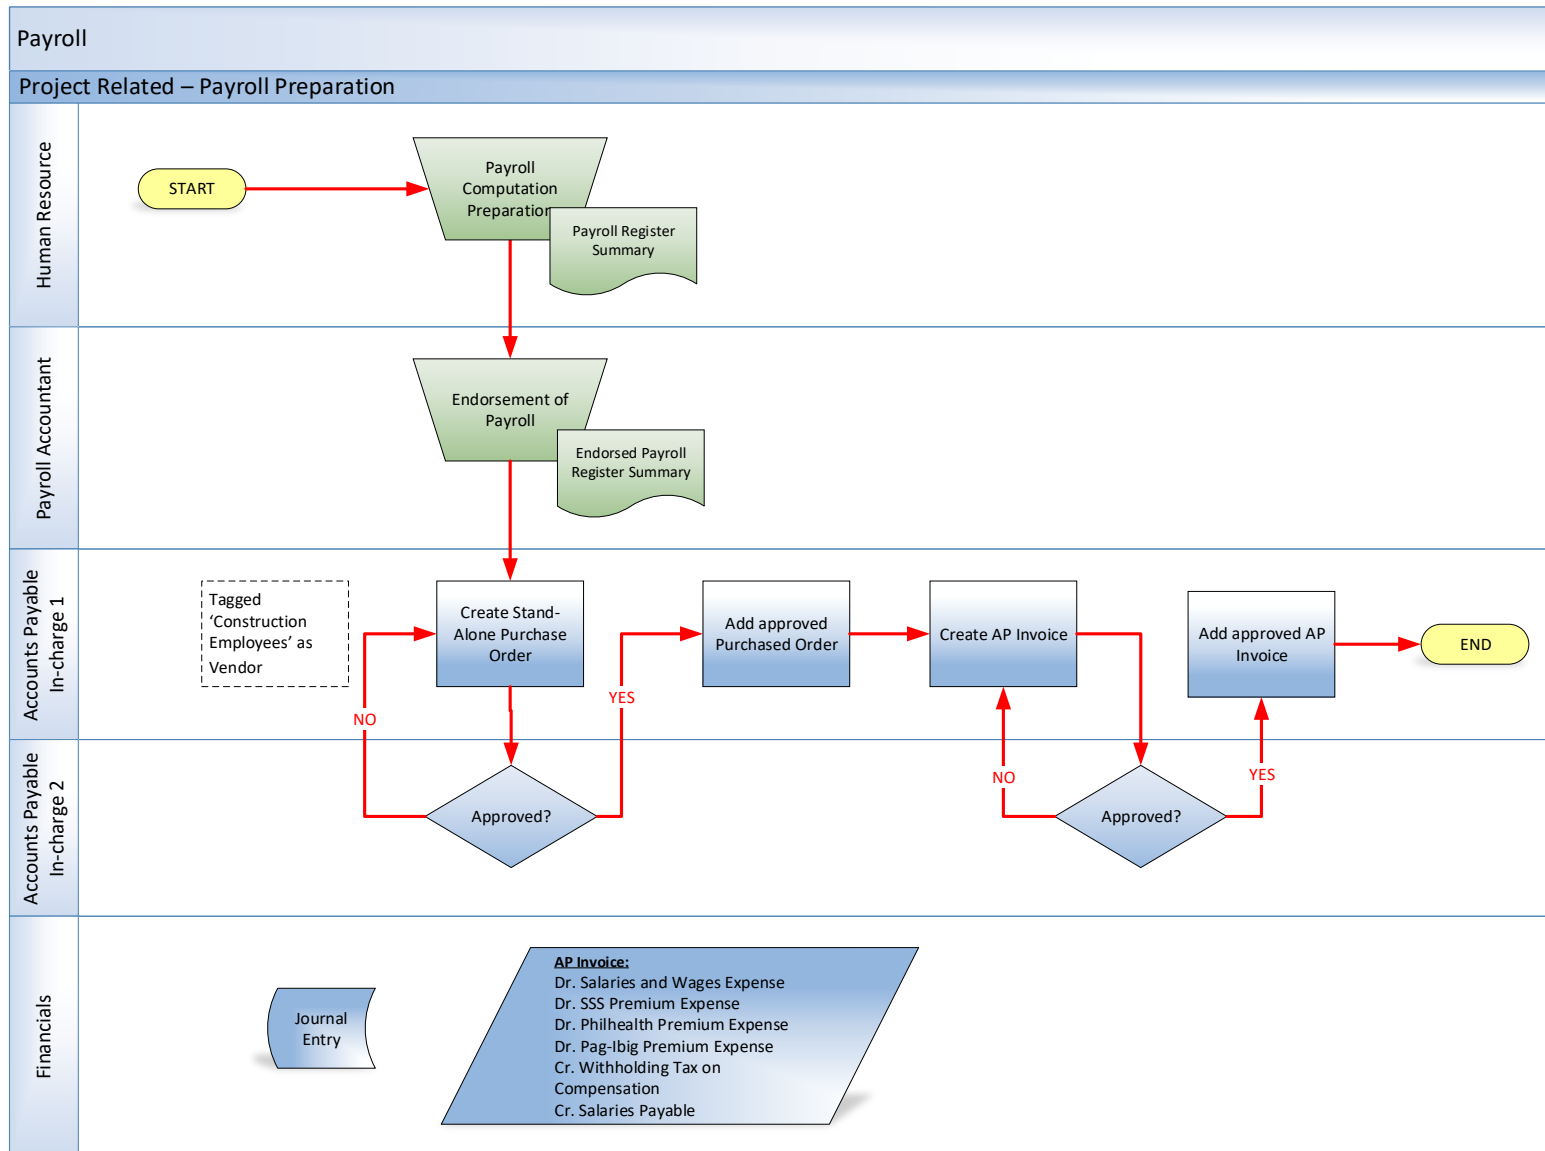 Payroll
Project Related – Payroll Preparation
Human Resource
START
Payroll
Computation
Preparation
Payroll Register
Summary
Payroll Accountant
Endorsement of
Payroll
Endorsed Payroll
Register Summary
Accounts Payable
In-charge 1
Tagged
‘Construction
Employees’ as
Vendor
Create Stand-
Alone Purchase
Order
Add approved
Purchased Order
Create AP Invoice
Add approved AP
Invoice
END
NO
YES
NO
YES
Accounts Payable
In-charge 2
Approved?
Approved?
Financials
Journal
Entry
AP Invoice:
Dr. Salaries and Wages Expense
Dr. SSS Premium Expense
Dr. Philhealth Premium Expense
Dr. Pag-Ibig Premium Expense
Cr. Withholding Tax on
Compensation
Cr. Salaries Payable